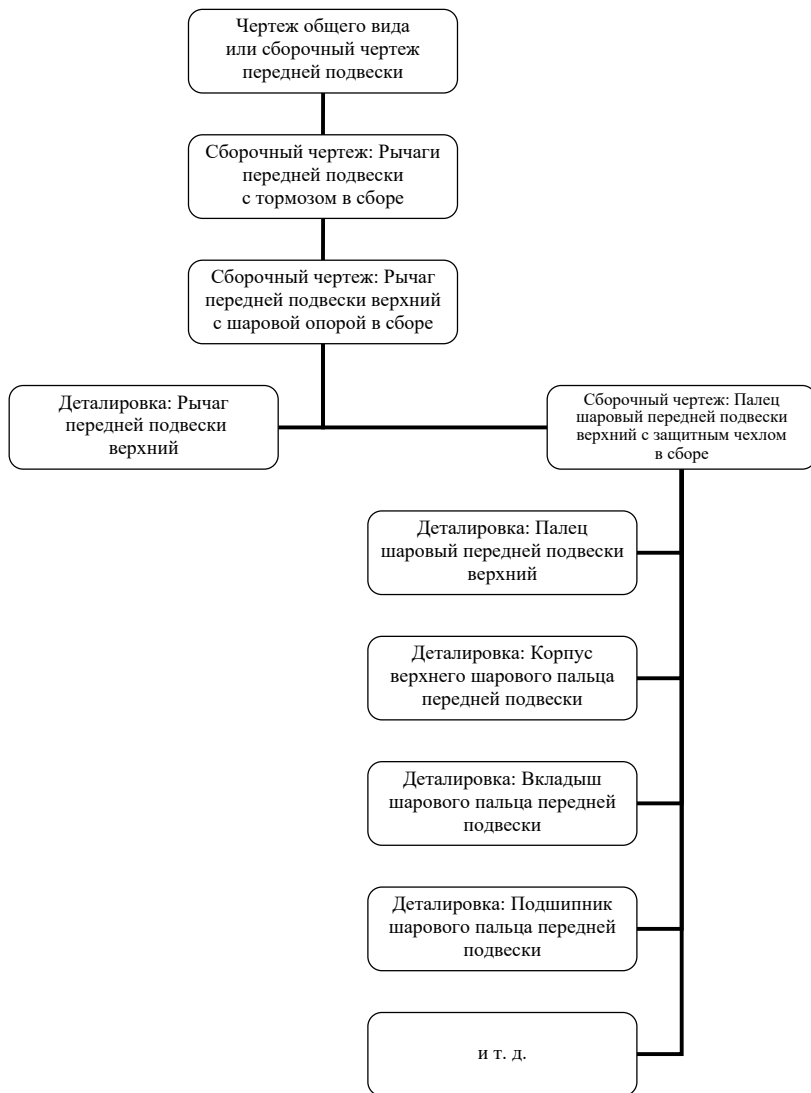 Чертеж общего вида
или сборочный чертеж
передней подвески
Сборочный чертеж: Рычаги
передней подвески
с тормозом в сборе
Сборочный чертеж: Рычаг
передней подвески верхний
с шаровой опорой в сборе
Деталировка: Рычаг
передней подвески
верхний
Сборочный чертеж: Палец
шаровый передней подвески
верхний с защитным чехлом
в сборе
Деталировка: Палец
шаровый передней подвески
верхний
Деталировка: Корпус
верхнего шарового пальца
передней подвески
Деталировка: Вкладыш
шарового пальца передней
подвески
Деталировка: Подшипник
шарового пальца передней
подвески
и т. д.